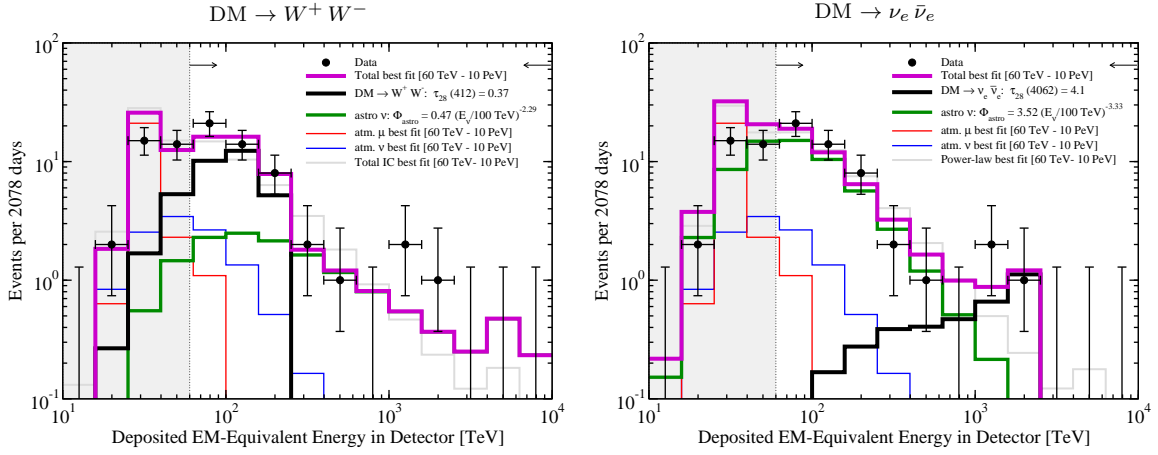 DM → W⁺ W⁻
10²
10¹
10⁰
10⁻¹
Events per 2078 days
Data
Total best fit [60 TeV - 10 PeV]
DM → W⁺ W⁻: τ₂₈ (412) = 0.37
astro ν: Φ_astro = 0.47 (E_ν/100 TeV)^-2.29
atm. μ best fit [60 TeV - 10 PeV]
atm. ν best fit [60 TeV - 10 PeV]
Total IC best fit [60 TeV - 10 PeV]
10¹
10²
10³
10⁴
Deposited EM-Equivalent Energy in Detector [TeV]
DM → ν_e ν̄_e
10²
10¹
10⁰
10⁻¹
Events per 2078 days
Data
Total best fit [60 TeV - 10 PeV]
DM → ν_e ν̄_e: τ₂₈ (4062) = 4.1
astro ν: Φ_astro = 3.52 (E_ν/100 TeV)^-3.33
atm. μ best fit [60 TeV - 10 PeV]
atm. ν best fit [60 TeV - 10 PeV]
Power-law best fit [60 TeV- 10 PeV]
10¹
10²
10³
10⁴
Deposited EM-Equivalent Energy in Detector [TeV]